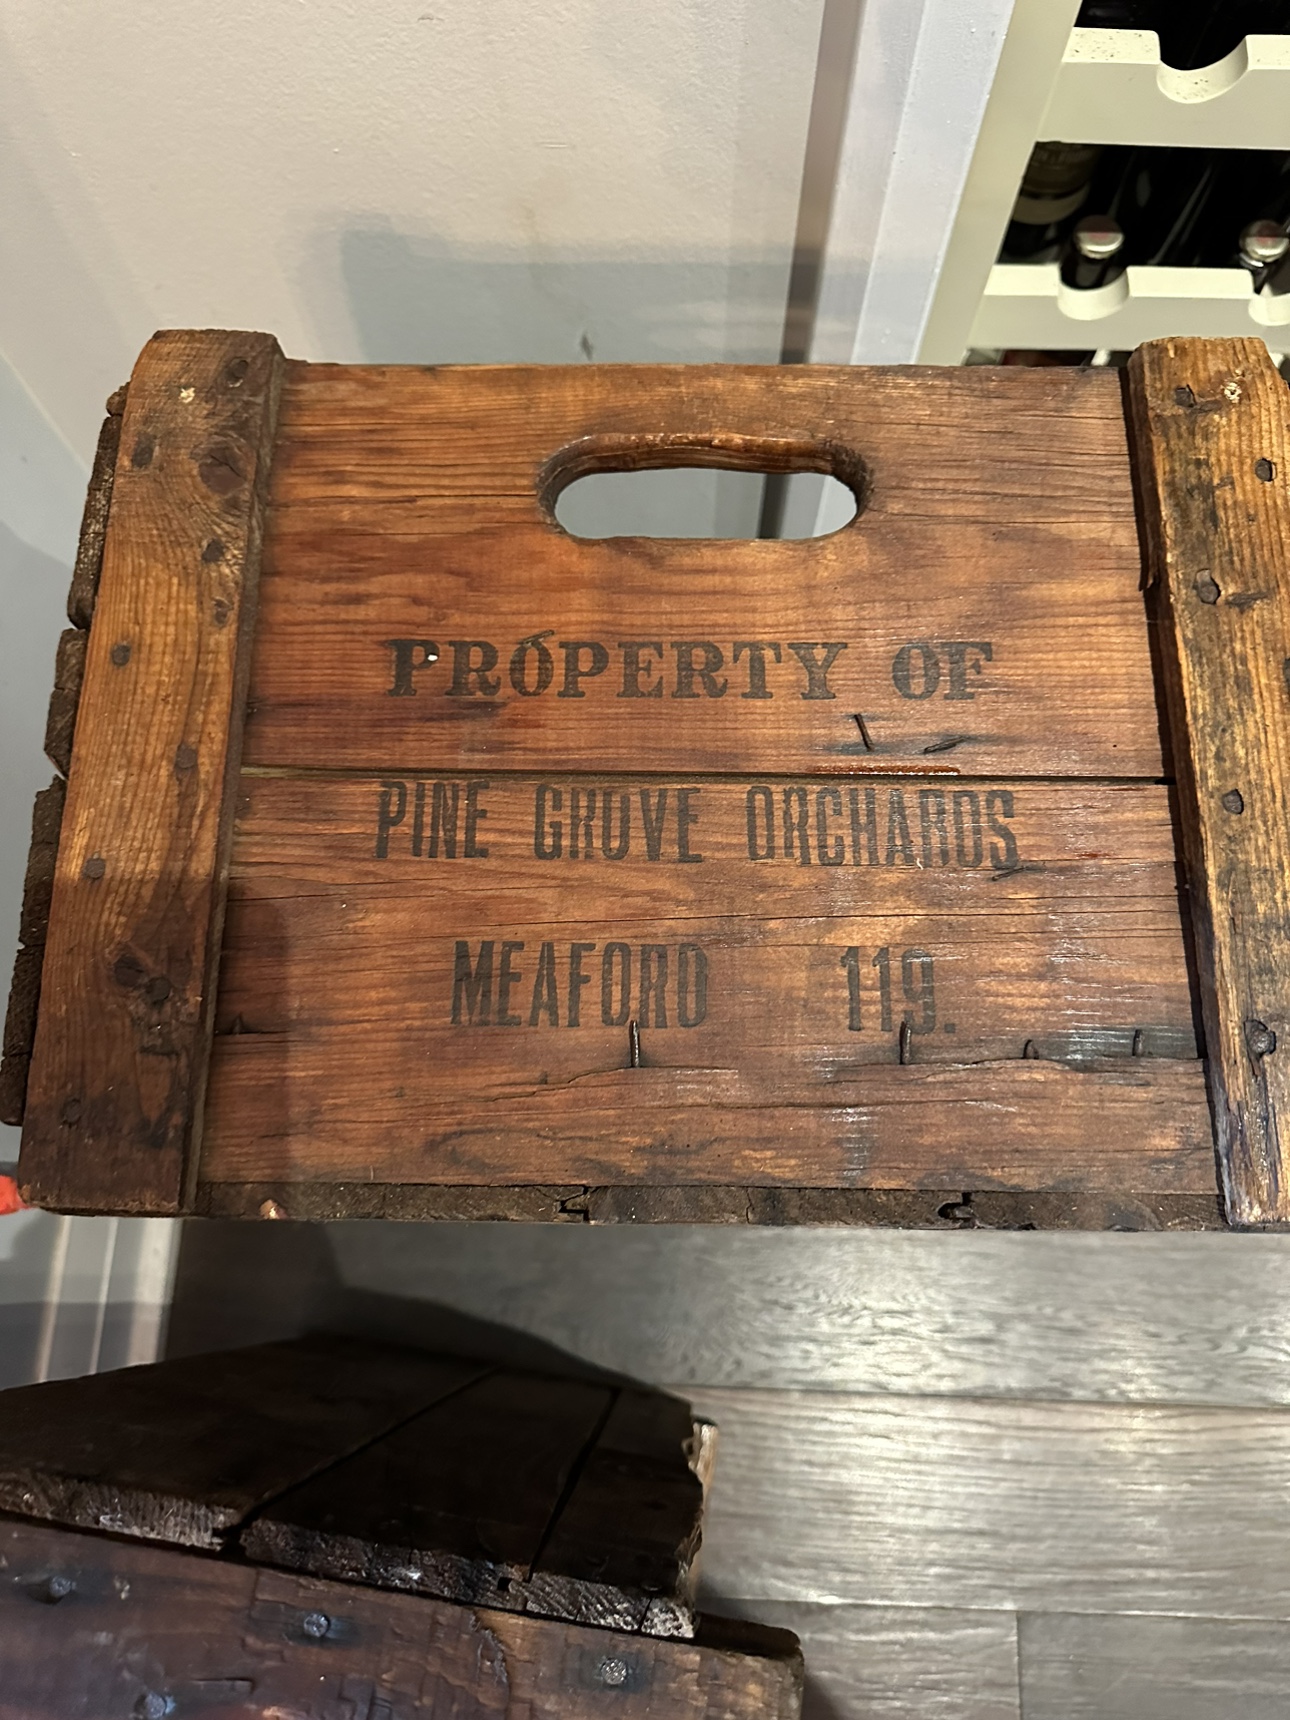 PROPERTY OF
PINE GROVE ORCHARDS
MEAFORD 119.